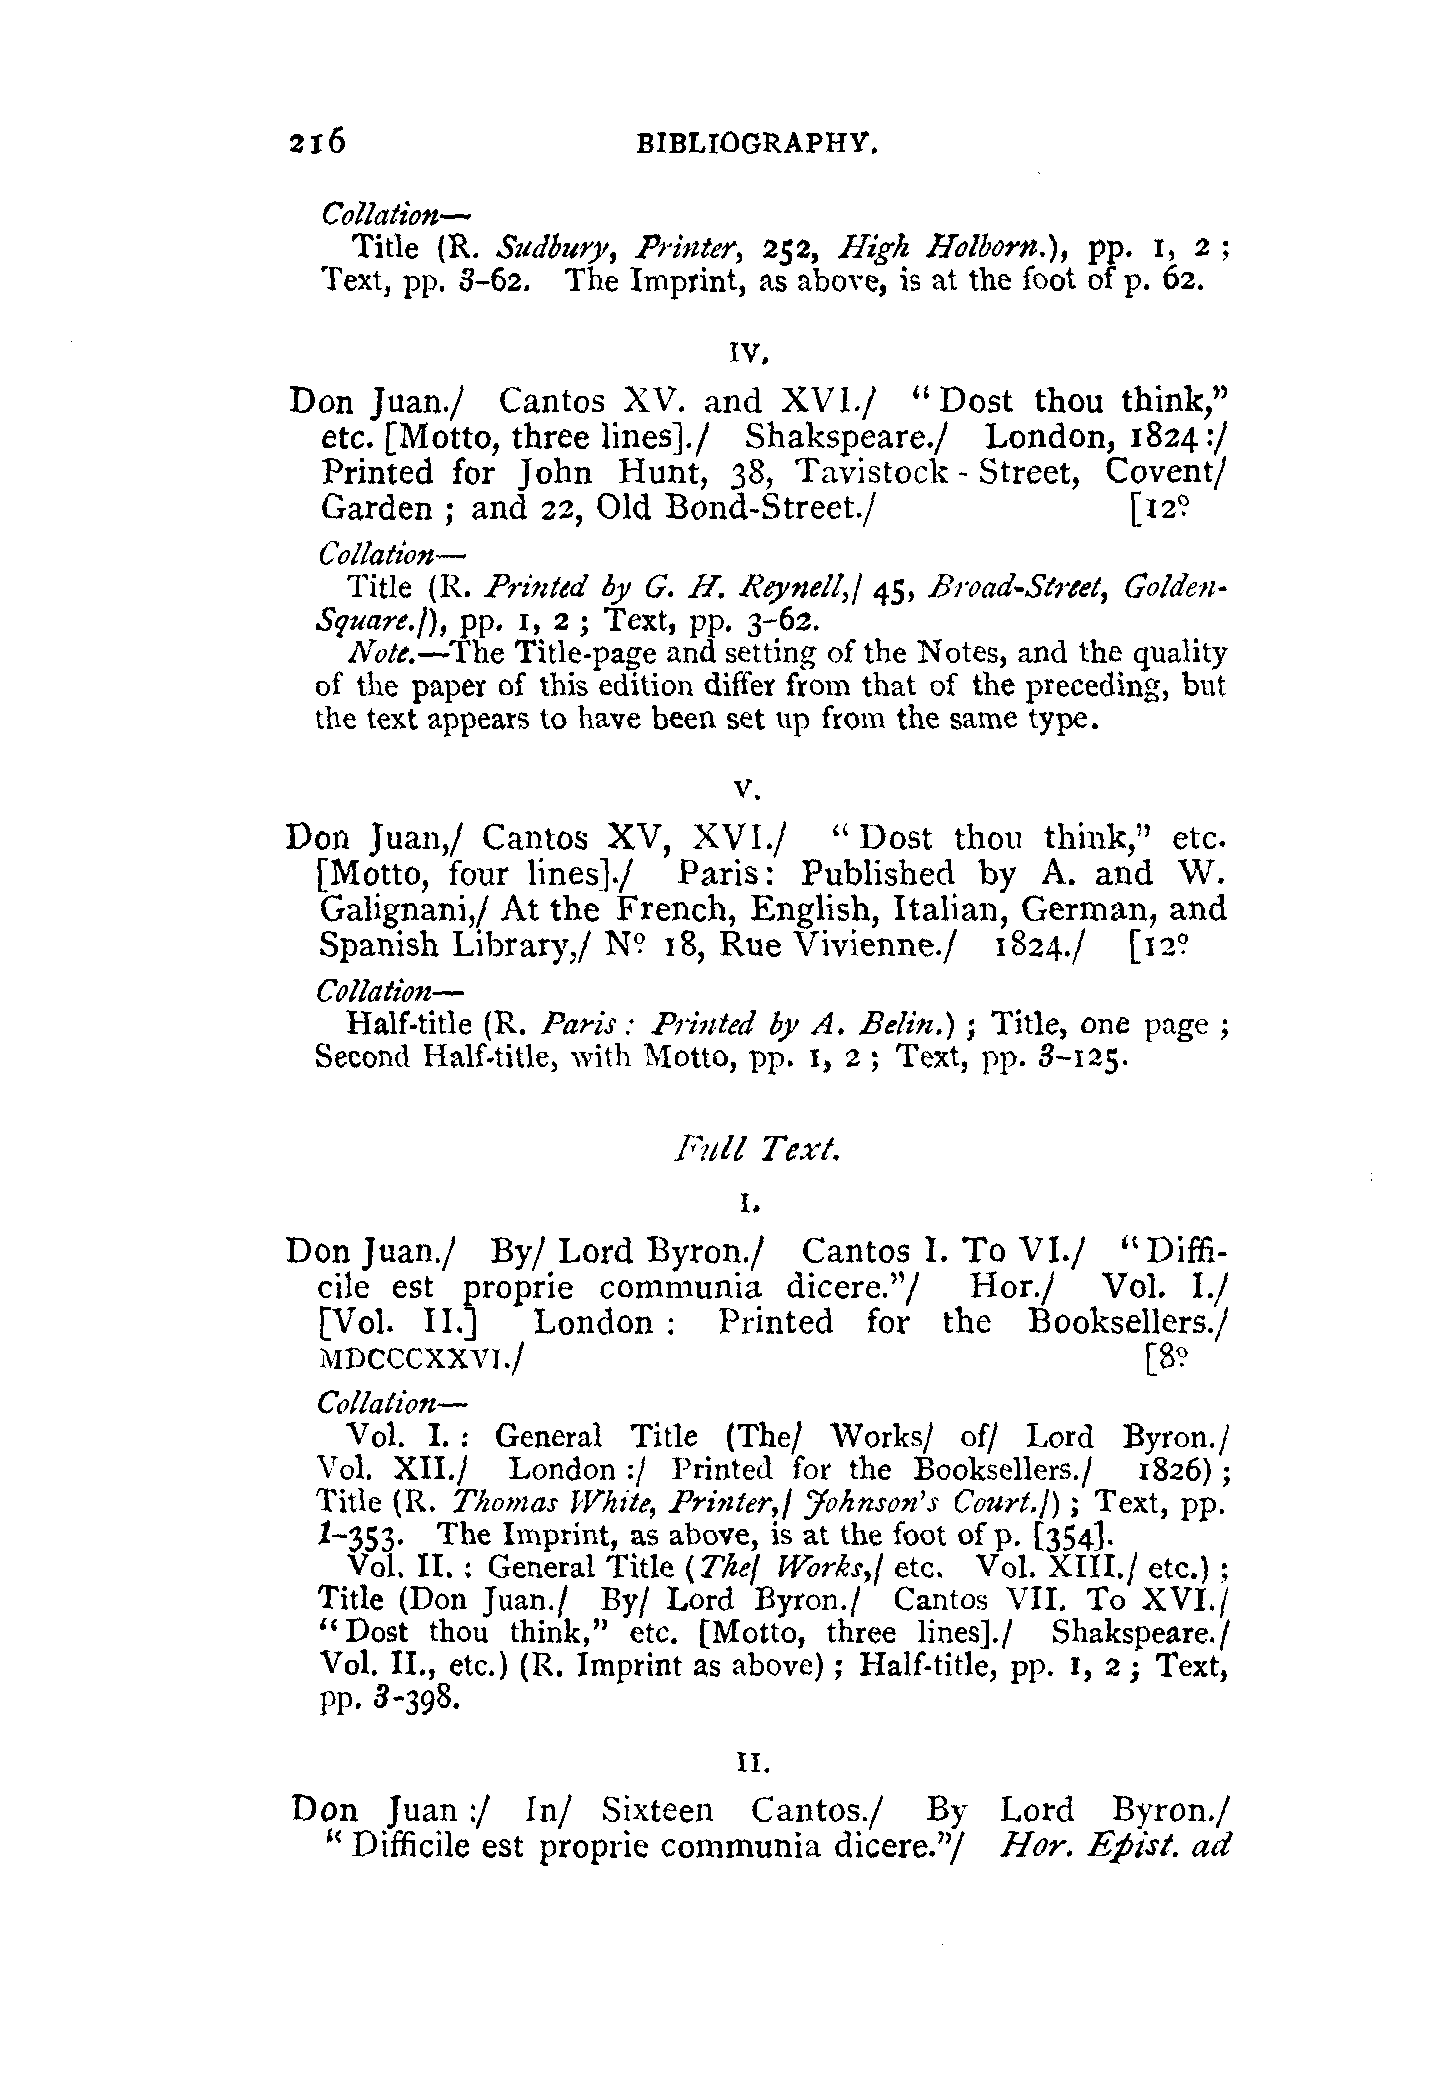 216 BIBLIOGRAPHY.
Collation—
Title (R. Sudbury, Printer, 252, High Holborn.), pp. 1, 2 ;
Text, pp. 3-62. The Imprint, as above, is at the foot of p. 62.
IV.
Don Juan./ Cantos XV. and XVI./ “Dost thou think,”
etc. [Motto, three lines]./ Shakspeare./ London, 1824:/
Printed for John Hunt, 38, Tavistock - Street, Covent/
Garden ; and 22, Old Bond-Street./ [12º
Collation—
Title (R. Printed by G. H. Reynell,/ 45, Broad-Street, Golden-
Square./), pp. 1, 2 ; Text, pp. 3-62.
Note.—The Title-page and setting of the Notes, and the quality
of the paper of this edition differ from that of the preceding, but
the text appears to have been set up from the same type.
V.
Don Juan,/ Cantos XV, XVI./ “Dost thou think,” etc.
[Motto, four lines]./ Paris: Published by A. and W.
Galignani,/ At the French, English, Italian, German, and
Spanish Library,/ Nº 18, Rue Vivienne./ 1824./ [12º
Collation—
Half-title (R. Paris : Printed by A. Belin.) ; Title, one page ;
Second Half-title, with Motto, pp. 1, 2 ; Text, pp. 3-125.
Full Text.
I.
Don Juan./ By/ Lord Byron./ Cantos I. To VI./ “Diffi-
cile est proprie communia dicere.”/ Hor./ Vol. I./
[Vol. II.] London : Printed for the Booksellers./
MDCCCXXVI./ [8º
Collation—
Vol. I. : General Title (The/ Works/ of/ Lord Byron./
Vol. XII./ London :/ Printed for the Booksellers./ 1826) ;
Title (R. Thomas White, Printer,/ Johnson's Court./) ; Text, pp.
1-353. The Imprint, as above, is at the foot of p. [354].
Vol. II. : General Title (The/ Works,/ etc. Vol. XIII./ etc.) ;
Title (Don Juan./ By/ Lord Byron./ Cantos VII. To XVI./
“Dost thou think,” etc. [Motto, three lines]./ Shakspeare./
Vol. II., etc.) (R. Imprint as above) ; Half-title, pp. 1, 2 ; Text,
pp. 3-398.
II.
Don Juan :/ In/ Sixteen Cantos./ By Lord Byron./
“Difficile est proprie communia dicere.”/ Hor. Epist. ad